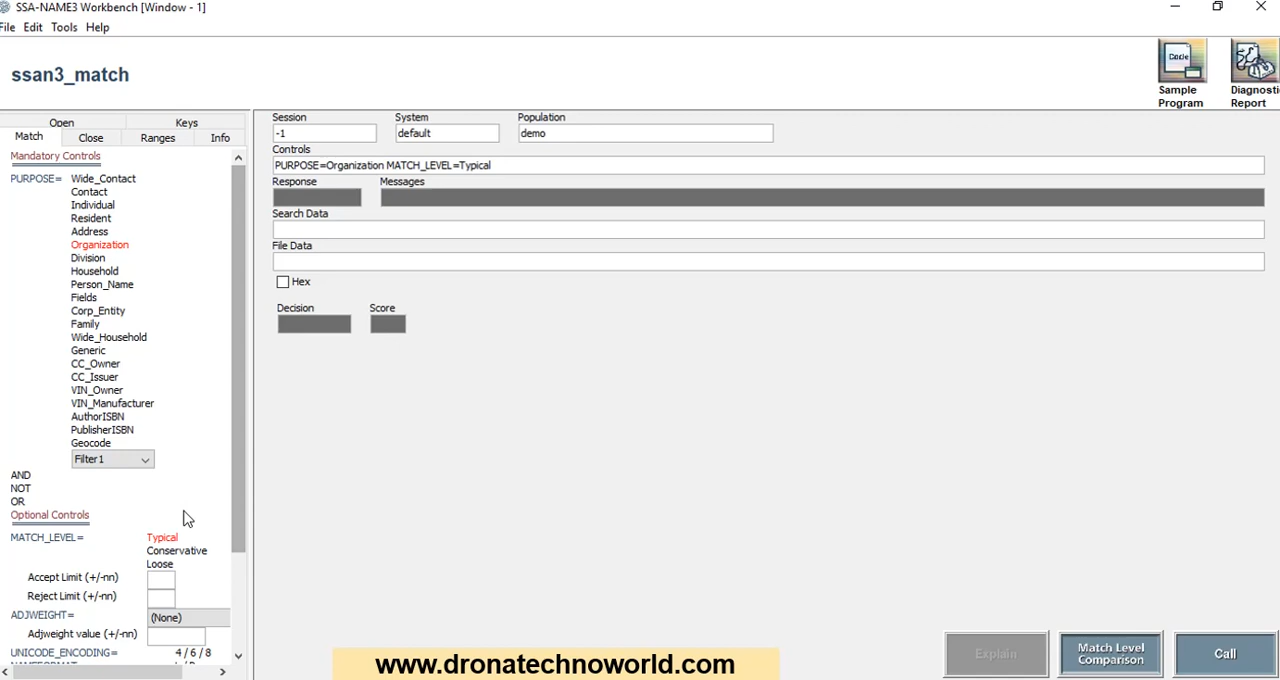 SSA-NAME3 Workbench [Window - 1]
File Edit Tools Help
ssan3_match
Code
Sample Program
Diagnosti
Report
Open Keys
Match Close Ranges Info
Mandatory Controls
PURPOSE= Wide_Contact
Contact
Individual
Resident
Address
Organization
Division
Household
Person_Name
Fields
Corp_Entity
Family
Wide_Household
Generic
CC_Owner
CC_Issuer
VIN_Owner
VIN_Manufacturer
AuthorISBN
PublisherISBN
Geocode
Filter1
AND
NOT
OR
Optional Controls
MATCH_LEVEL= Typical
Conservative
Loose
Accept Limit (+/-nn)
Reject Limit (+/-nn)
ADJWEIGHT= (None)
Adjweight value (+/-nn)
UNICODE_ENCODING= 4 / 6 / 8
Session System Population
-1 default demo
Controls
PURPOSE=Organization MATCH_LEVEL=Typical
Response Messages
Search Data
File Data
Hex
Decision Score
Explain
Match Level
Comparison
Call
www.dronatechnoworld.com